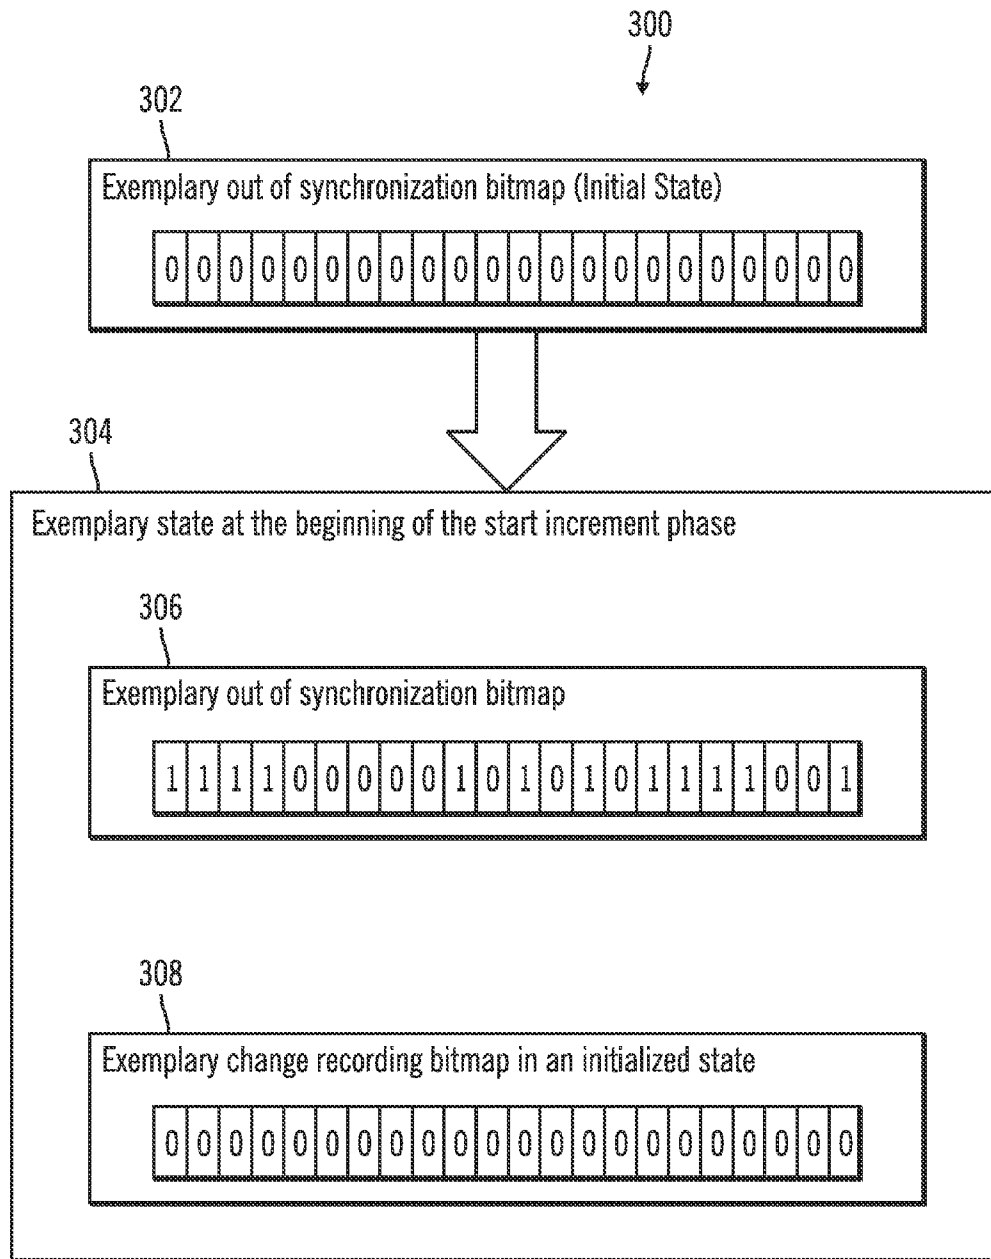 300
302
Exemplary out of synchronization bitmap (Initial State)
0 0 0 0 0 0 0 0 0 0 0 0 0 0 0 0 0 0 0 0 0 0
304
Exemplary state at the beginning of the start increment phase
306
Exemplary out of synchronization bitmap
1 1 1 1 0 0 0 0 0 1 0 1 0 1 0 1 1 1 1 0 0 1
308
Exemplary change recording bitmap in an initialized state
0 0 0 0 0 0 0 0 0 0 0 0 0 0 0 0 0 0 0 0 0 0